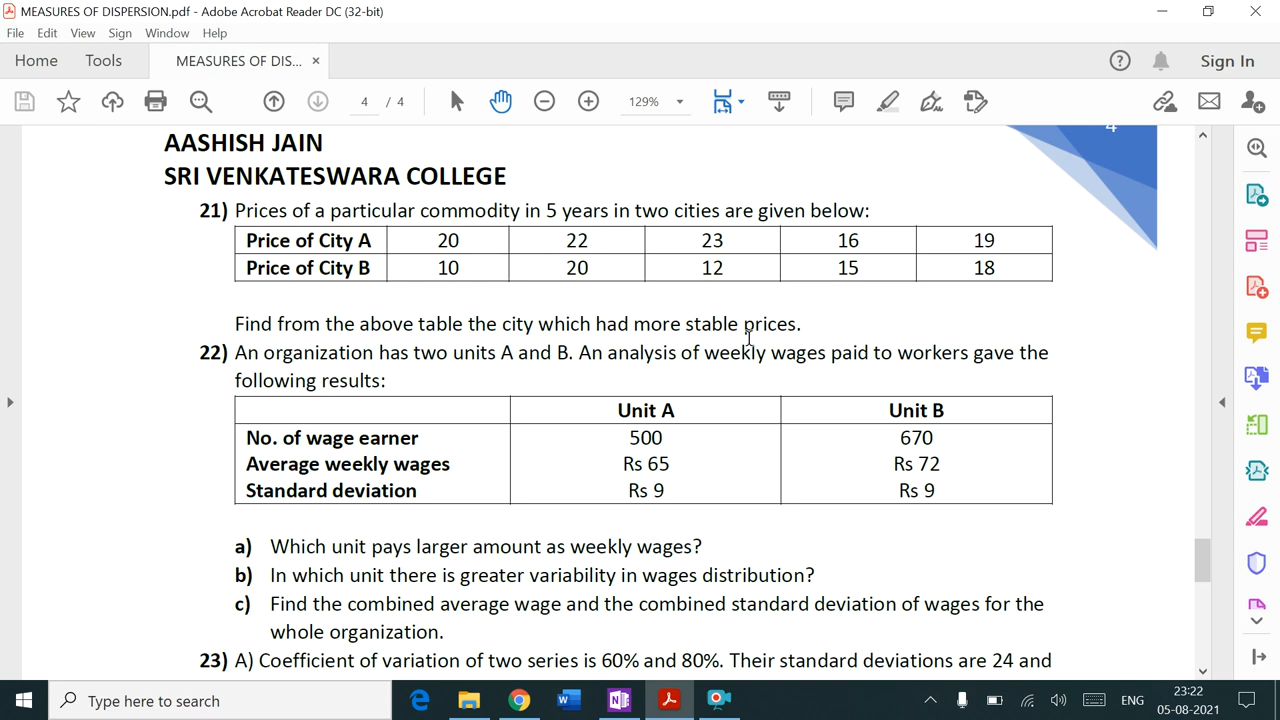 MEASURES OF DISPERSION.pdf - Adobe Acrobat Reader DC (32-bit)
File Edit View Sign Window Help
Home Tools MEASURES OF DIS... × Sign In
4 / 4 129%
4
AASHISH JAIN
SRI VENKATESWARA COLLEGE
21) Prices of a particular commodity in 5 years in two cities are given below:
Price of City A 20 22 23 16 19
Price of City B 10 20 12 15 18
Find from the above table the city which had more stable prices.
22) An organization has two units A and B. An analysis of weekly wages paid to workers gave the
following results:
Unit A Unit B
No. of wage earner 500 670
Average weekly wages Rs 65 Rs 72
Standard deviation Rs 9 Rs 9
a) Which unit pays larger amount as weekly wages?
b) In which unit there is greater variability in wages distribution?
c) Find the combined average wage and the combined standard deviation of wages for the
whole organization.
23) A) Coefficient of variation of two series is 60% and 80%. Their standard deviations are 24 and
Type here to search
ENG
23:22
05-08-2021